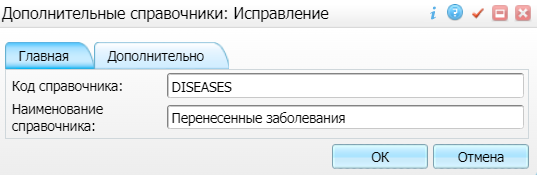 Дополнительные справочники: Исправление
Главная Дополнительно
Код справочника: DISEASES
Наименование справочника: Перенесенные заболевания
ОК Отмена